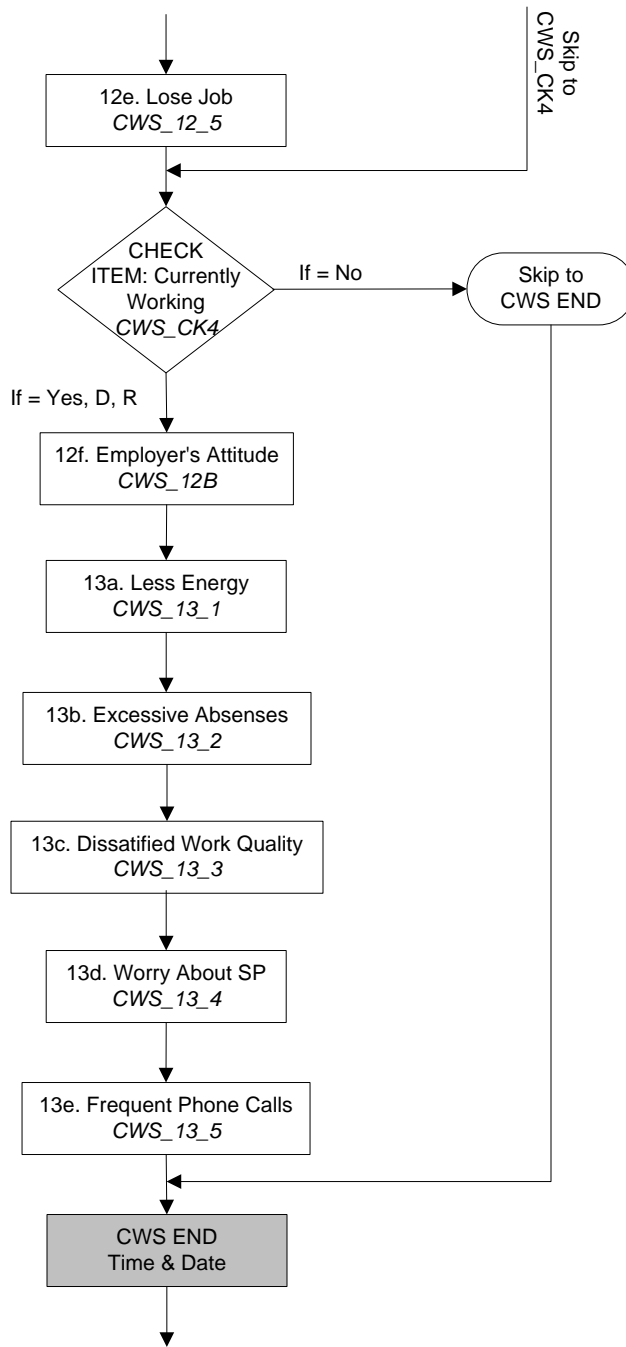 Skip to
CWS_CK4
12e. Lose Job
CWS_12_5
CHECK
ITEM: Currently
Working
CWS_CK4
If = No
Skip to
CWS END
If = Yes, D, R
12f. Employer's Attitude
CWS_12B
13a. Less Energy
CWS_13_1
13b. Excessive Absenses
CWS_13_2
13c. Dissatified Work Quality
CWS_13_3
13d. Worry About SP
CWS_13_4
13e. Frequent Phone Calls
CWS_13_5
CWS END
Time & Date